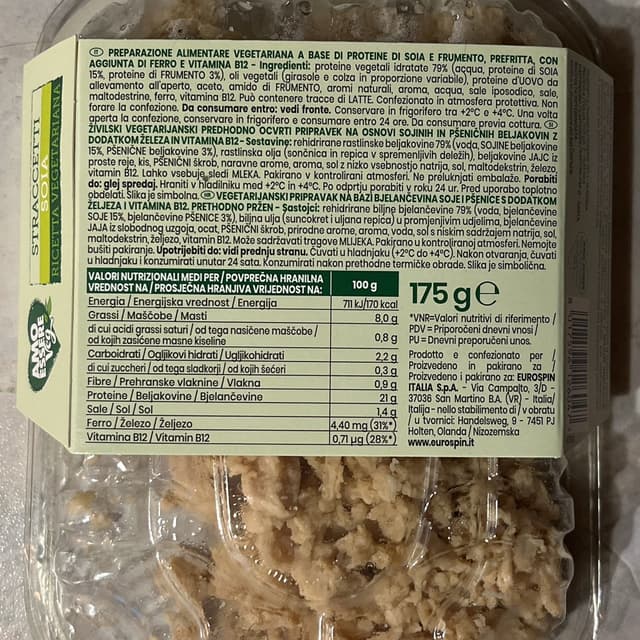 STRACCETTI
SOIA
RICETTA VEGETARIANA
AMO
ESSERE
VEG
IT PREPARAZIONE ALIMENTARE VEGETARIANA A BASE DI PROTEINE DI SOIA E FRUMENTO, PREFRITTA, CON
AGGIUNTA DI FERRO E VITAMINA B12 - Ingredienti: proteine vegetali idratate 79% (acqua, proteine di SOIA
15%, proteine di FRUMENTO 3%), oli vegetali (girasole e colza in proporzione variabile), proteine d'UOVO da
allevamento all'aperto, aceto, amido di FRUMENTO, aromi naturali, aroma, acqua, sale iposodico, sale,
maltodestrine, ferro, vitamina B12. Può contenere tracce di LATTE. Confezionato in atmosfera protettiva. Non
forare la confezione. Da consumare entro: vedi fronte. Conservare in frigorifero tra +2°C e +4°C. Una volta
aperta la confezione, conservare in frigorifero e consumare entro 24 ore. Da consumare previa cottura.
ŽIVILSKI VEGETARIJANSKI PREDHODNO OCVRTI PRIPRAVEK NA OSNOVI SOJINIH IN PŠENIČNIH BELJAKOVIN Z
DODATKOM ŽELEZA IN VITAMINA B12 - Sestavine: rehidrirane rastlinske beljakovine 79% (voda, SOJINE beljakovine
15%, PŠENIČNE beljakovine 3%), rastlinska olja (sončnica in repica v spremenljivih deležih), beljakovine JAJC iz
proste reje, kis, PŠENIČNI škrob, naravne arome, aroma, sol z nizko vsebnostjo natrija, sol, maltodekstrin, železo,
vitamin B12. Lahko vsebuje sledi MLEKA. Pakirano v kontrolirani atmosferi. Ne preluknjati embalaže. Porabiti
do: glej spredaj. Hraniti v hladilniku med +2°C in +4°C. Po odprtju porabiti v roku 24 ur. Pred uporabo toplotno
obdelati. Slika je simbolna. HR VEGETARIJANSKI PRIPRAVAK NA BAZI BJELANČEVINA SOJE I PŠENICE S DODATKOM
ŽELJEZA I VITAMINA B12. PRETHODNO PRŽEN - Sastojci: rehidrirane biljne bjelančevine 79% (voda, bjelančevine
SOJE 15%, bjelančevine PŠENICE 3%), biljna ulja (suncokret i uljana repica) u promjenjivim udjelima, bjelančevine
JAJA iz slobodnog uzgoja, ocat, PŠENIČNI škrob, prirodne arome, aroma, voda, sol s niskim sadržajem natrija, sol,
maltodekstrin, željezo, vitamin B12. Može sadržavati tragove MLIJEKA. Pakirano u kontroliranoj atmosferi. Nemojte
bušiti pakiranje. Upotrijebiti do: vidi prednju stranu. Čuvati u hladnjaku (+2°C do +4°C). Nakon otvaranja, čuvati
u hladnjaku i konzumirati unutar 24 sata. Konzumirati nakon prethodne termičke obrade. Slika je simbolična.
VALORI NUTRIZIONALI MEDI PER / POVPREČNA HRANILNA
VREDNOST NA / PROSJEČNA HRANJIVA VRIJEDNOST NA: 100 g
Energia / Energijska vrednost / Energija 711 kJ/170 kcal
Grassi / Maščobe / Masti 8,0 g
di cui acidi grassi saturi / od tega nasičene maščobe /
od kojih zasićene masne kiseline 0,8 g
Carboidrati / Ogljikovi hidrati / Ugljikohidrati 2,2 g
di cui zuccheri / od tega sladkorji / od kojih šećeri 0,3 g
Fibre / Prehranske vlaknine / Vlakna 0,9 g
Proteine / Beljakovine / Bjelančevine 21 g
Sale / Sol / Sol 1,4 g
Ferro / Železo / Željezo 4,40 mg (31%*)
Vitamina B12 / Vitamin B12 0,71 µg (28%*)
175 g e
*VNR=Valori nutritivi di riferimento /
PDV = Priporočeni dnevni vnosi /
PU = Dnevni preporučeni unos.
Prodotto e confezionato per /
Proizvedeno in pakirano za /
Proizvedeno i pakirano za: EUROSPIN
ITALIA S.p.A. - Via Campalto, 3/D -
37036 San Martino B.A. (VR) - Italia/
Italija - nello stabilimento di / v obratu
/ u tvornici: Handelsweg, 9 - 7451 PJ
Holten, Olanda / Nizozemska
www.eurospin.it